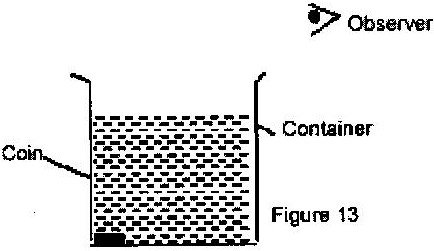 Observer
Container
Coin
Figure 13